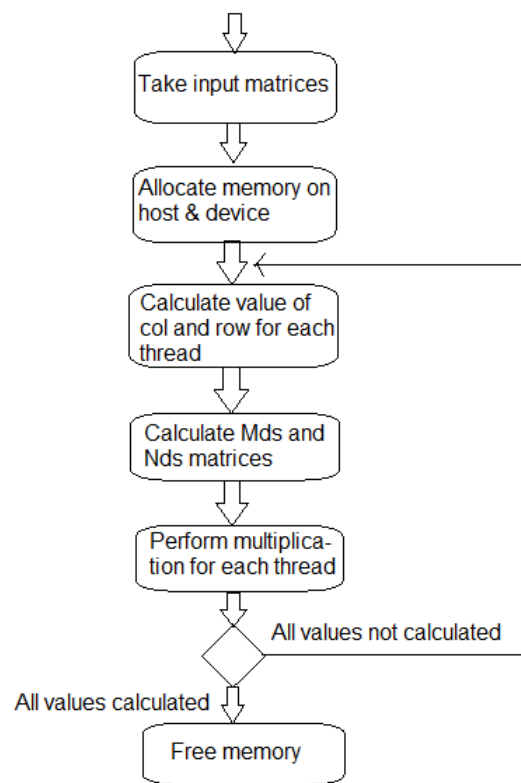 Take input matrices
Allocate memory on
host & device
Calculate value of
col and row for each
thread
Calculate Mds and
Nds matrices
Perform multiplica-
tion for each thread
All values not calculated
All values calculated
Free memory